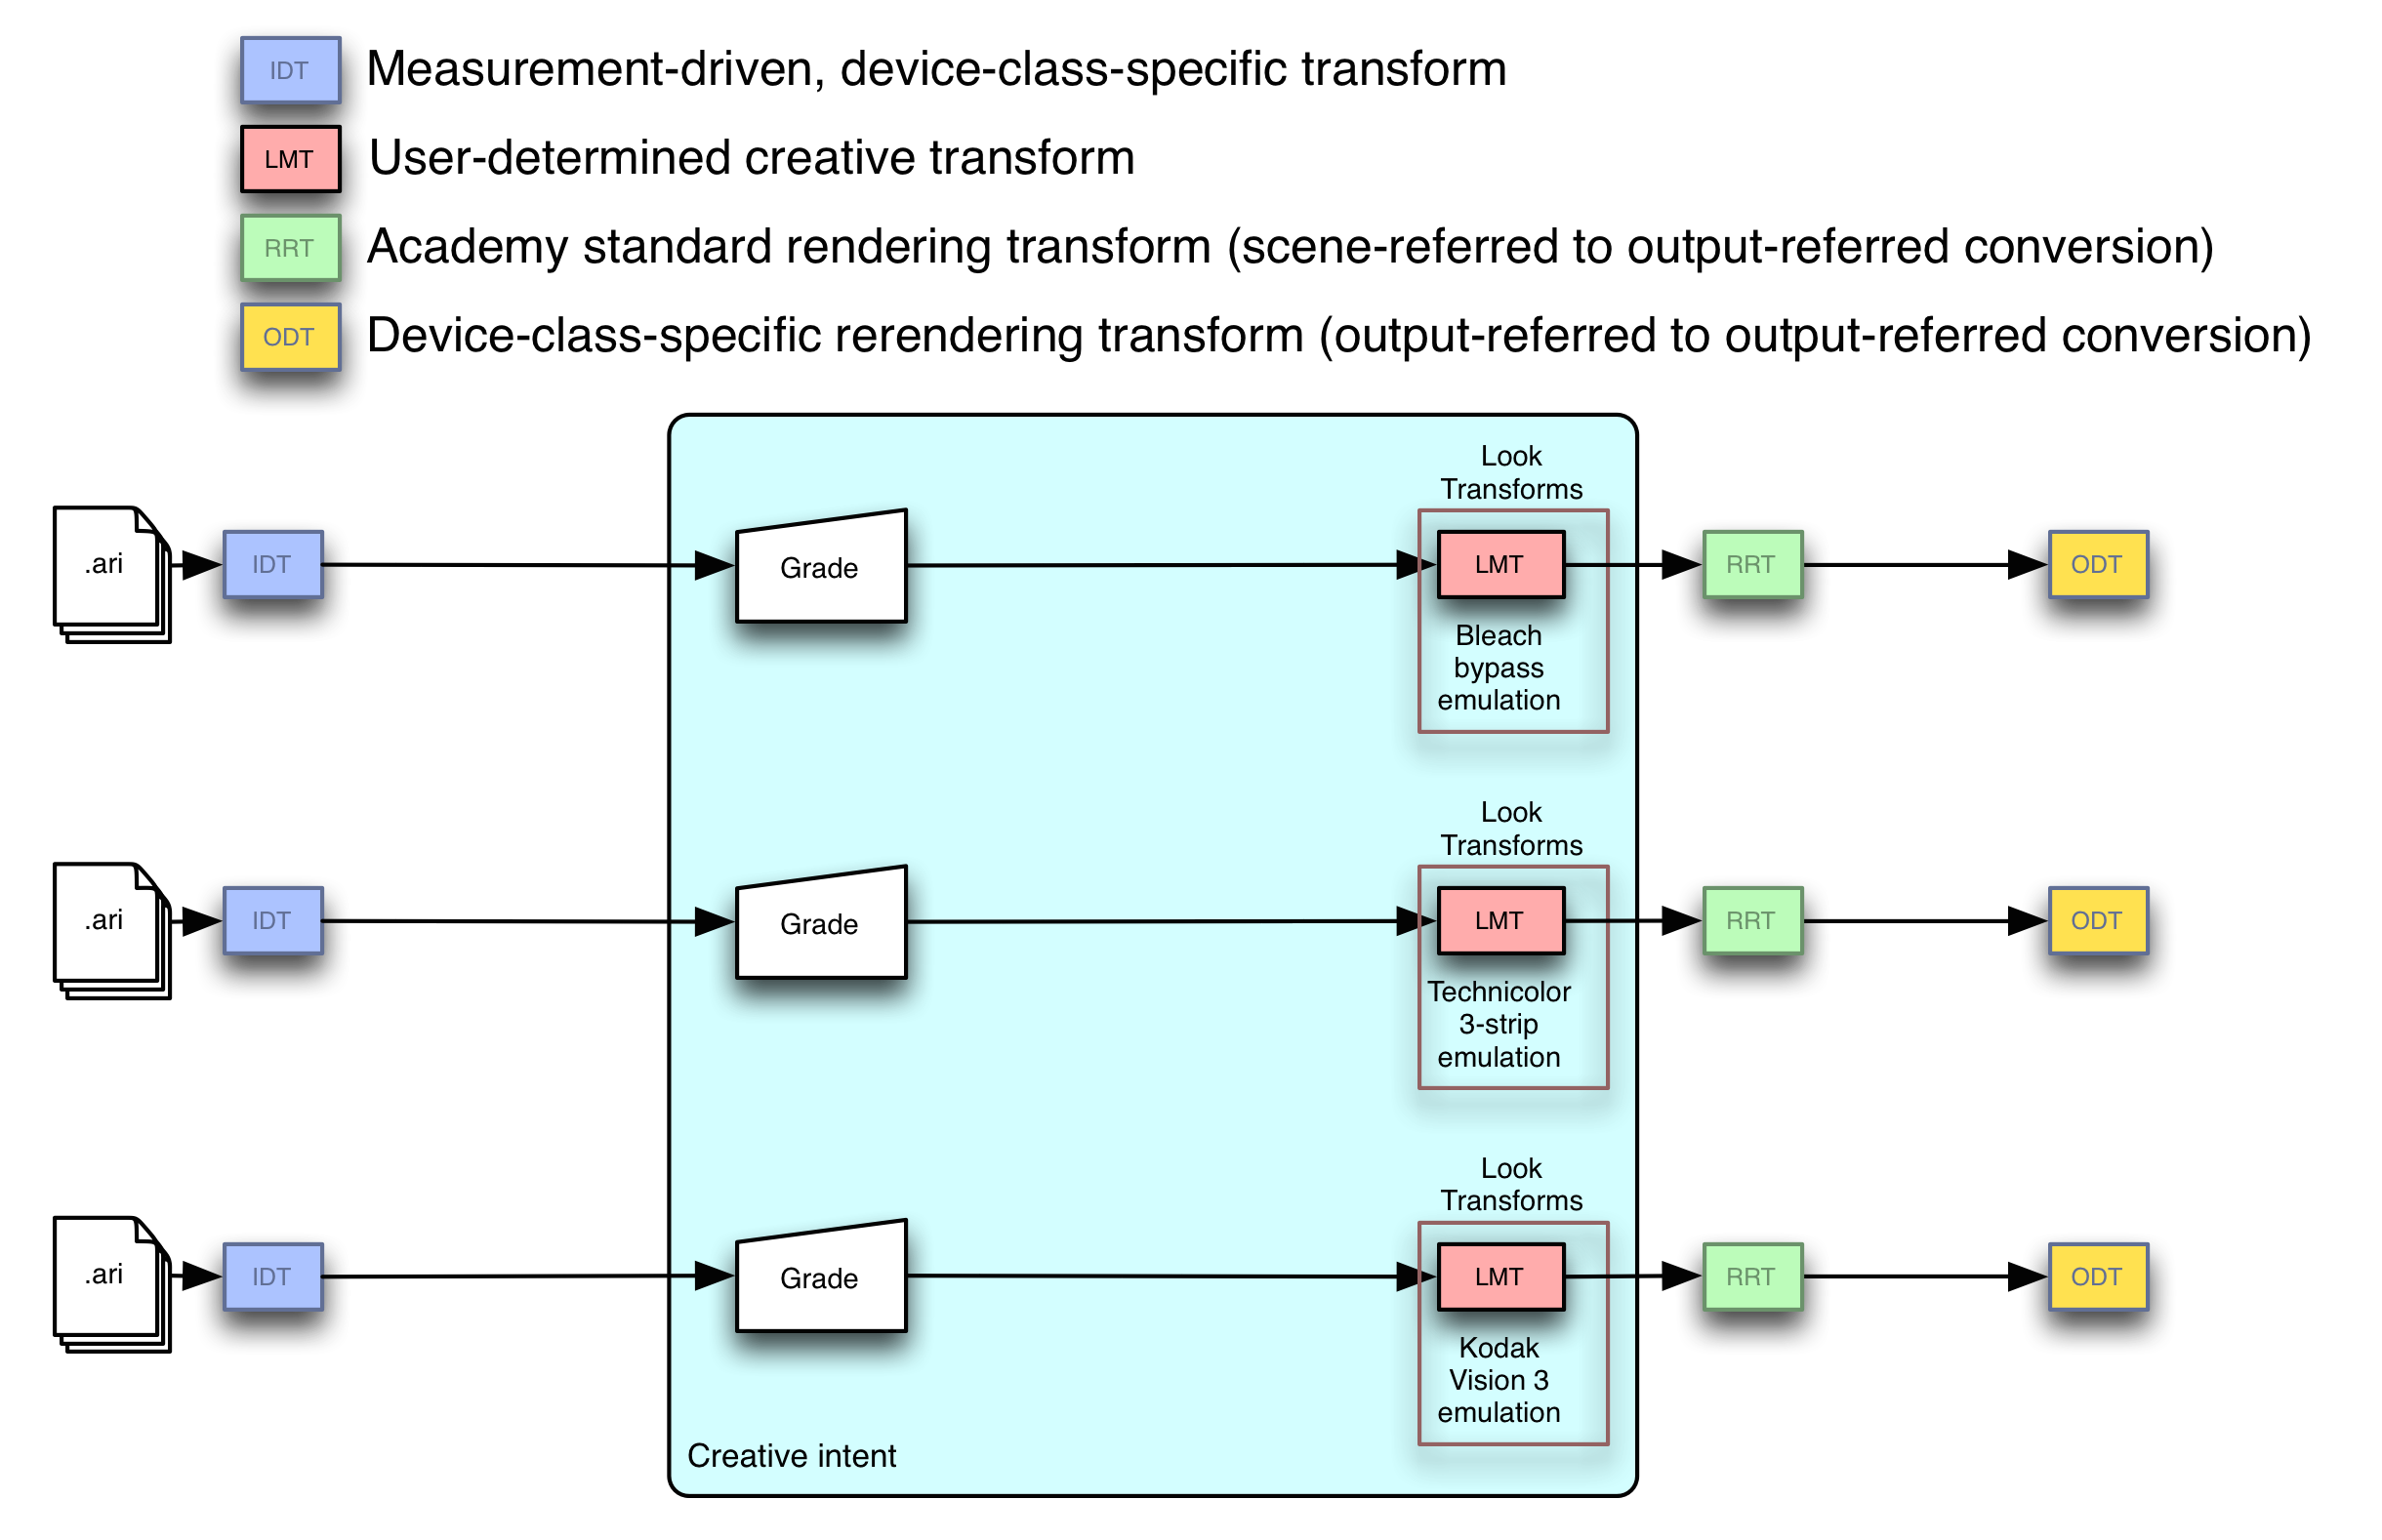 IDT Measurement-driven, device-class-specific transform
LMT User-determined creative transform
RRT Academy standard rendering transform (scene-referred to output-referred conversion)
ODT Device-class-specific rerendering transform (output-referred to output-referred conversion)
Look
Transforms
.ari IDT Grade LMT RRT ODT
Bleach
bypass
emulation
Look
Transforms
.ari IDT Grade LMT RRT ODT
Technicolor
3-strip
emulation
Look
Transforms
.ari IDT Grade LMT RRT ODT
Kodak
Vision 3
emulation
Creative intent